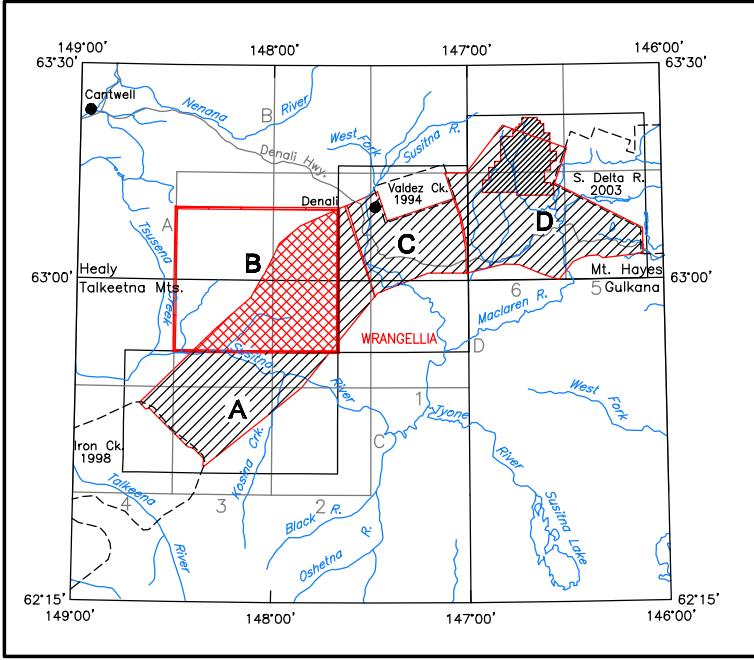 149°00'
148°00'
147°00'
146°00'
63°30'
63°30'
Cantwell
Nenana
River
B
West Fork
Susitna R.
Denali Hwy.
S. Delta R.
2003
Valdez Ck.
1994
Denali
A
Tsusena
Creek
B
C
D
Healy
Talkeetna Mts.
63°00'
63°00'
Mt. Hayes
Gulkana
6
5
Maclaren R.
WRANGELLIA
D
Susitna
River
A
1
Tyone
River
West
Fork
Iron Ck.
1998
Kosina Crk.
C
Talkeena
River
4
3
2
Black R.
Oshetna
R.
Susitna Lake
62°15'
62°15'
149°00'
148°00'
147°00'
146°00'